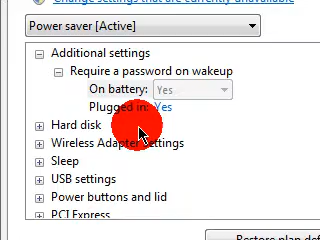 Change settings that are currently unavailable
Power saver [Active]
Additional settings
Require a password on wakeup
On battery: Yes
Plugged in: Yes
Hard disk
Wireless Adapter Settings
Sleep
USB settings
Power buttons and lid
PCI Express
Restore plan def